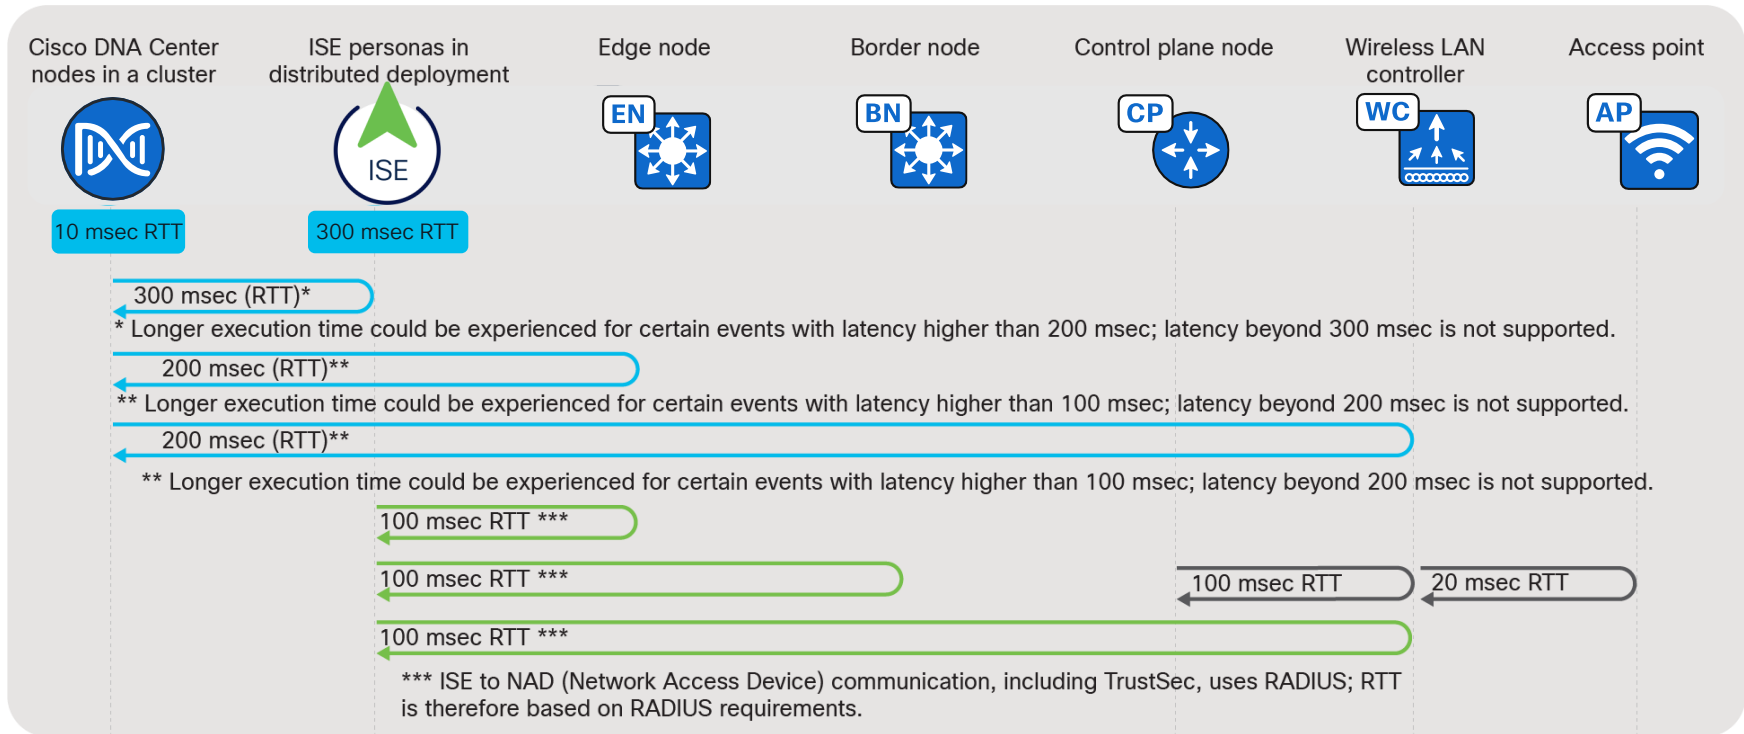 Cisco DNA Center
nodes in a cluster
ISE personas in
distributed deployment
Edge node
Border node
Control plane node
Wireless LAN
controller
Access point
ISE
EN
BN
CP
WC
AP
10 msec RTT
300 msec RTT
300 msec (RTT)*
* Longer execution time could be experienced for certain events with latency higher than 200 msec; latency beyond 300 msec is not supported.
200 msec (RTT)**
** Longer execution time could be experienced for certain events with latency higher than 100 msec; latency beyond 200 msec is not supported.
200 msec (RTT)**
** Longer execution time could be experienced for certain events with latency higher than 100 msec; latency beyond 200 msec is not supported.
100 msec RTT ***
100 msec RTT ***
100 msec RTT
20 msec RTT
100 msec RTT ***
*** ISE to NAD (Network Access Device) communication, including TrustSec, uses RADIUS; RTT
is therefore based on RADIUS requirements.